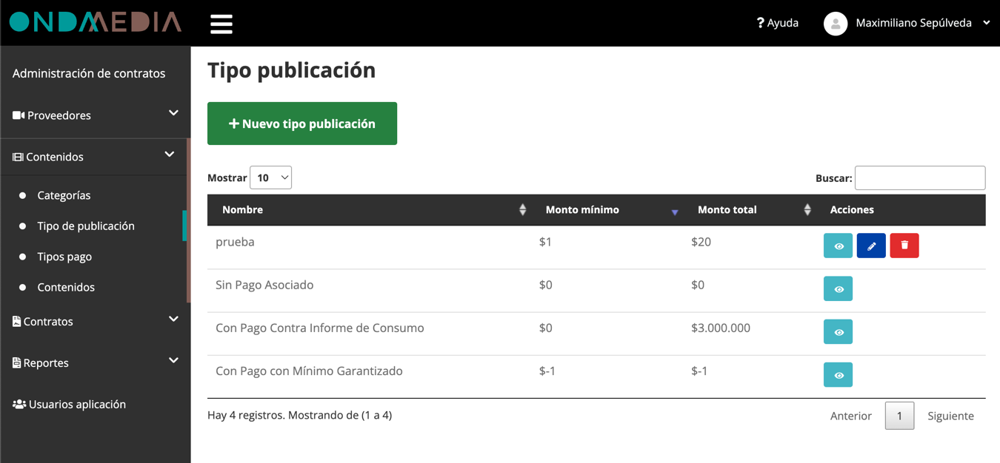 ONDAMEDIA
? Ayuda
Maximiliano Sepúlveda
Administración de contratos
Proveedores
Contenidos
Categorías
Tipo de publicación
Tipos pago
Contenidos
Contratos
Reportes
Usuarios aplicación
Tipo publicación
+ Nuevo tipo publicación
Mostrar 10 Buscar:
Nombre Monto mínimo Monto total Acciones
prueba $1 $20
Sin Pago Asociado $0 $0
Con Pago Contra Informe de Consumo $0 $3.000.000
Con Pago con Mínimo Garantizado $-1 $-1
Hay 4 registros. Mostrando de (1 a 4) Anterior 1 Siguiente